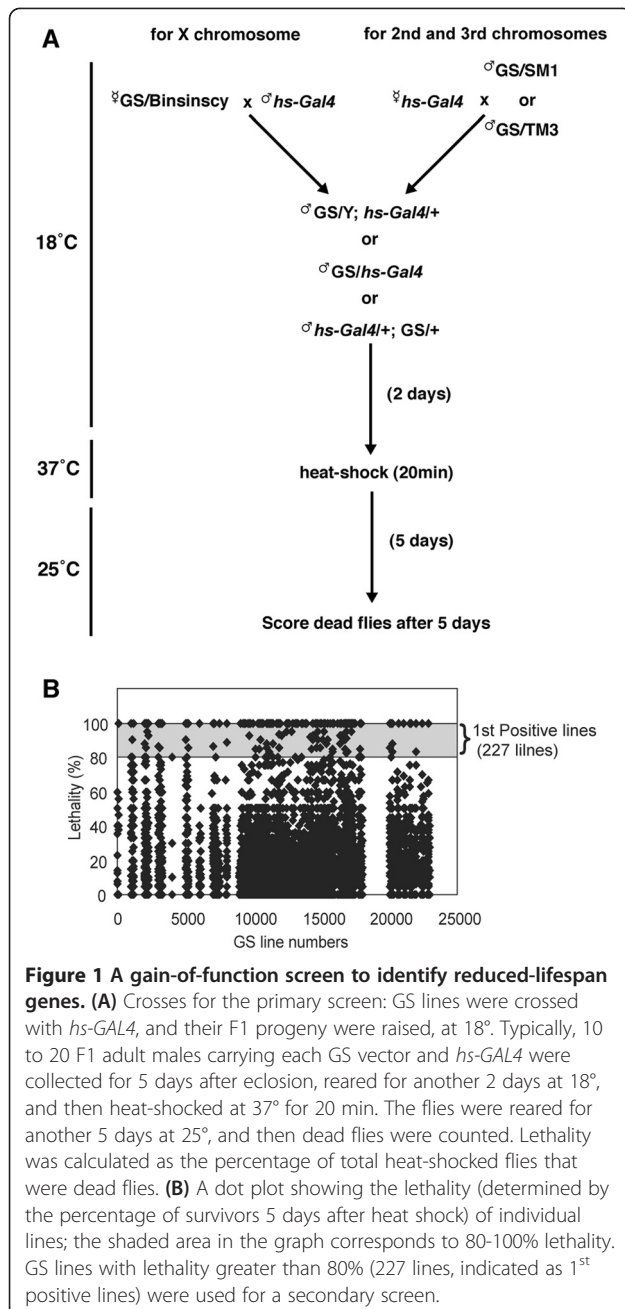 A
for X chromosome for 2nd and 3rd chromosomes
♂GS/SM1
☿GS/Binsinscy x ♂hs-Gal4 ☿hs-Gal4 x or
♂GS/TM3
♂GS/Y; hs-Gal4/+
or
18°C
♂GS/hs-Gal4
or
♂hs-Gal4/+; GS/+
(2 days)
37°C heat-shock (20min)
(5 days)
25°C
Score dead flies after 5 days
B
100
80
60
40
20
0
Lethality (%)
1st Positive lines
(227 lilnes)
0 5000 10000 15000 20000 25000
GS line numbers
Figure 1 A gain-of-function screen to identify reduced-lifespan
genes. (A) Crosses for the primary screen: GS lines were crossed
with hs-GAL4, and their F1 progeny were raised, at 18°. Typically, 10
to 20 F1 adult males carrying each GS vector and hs-GAL4 were
collected for 5 days after eclosion, reared for another 2 days at 18°,
and then heat-shocked at 37° for 20 min. The flies were reared for
another 5 days at 25°, and then dead flies were counted. Lethality
was calculated as the percentage of total heat-shocked flies that
were dead flies. (B) A dot plot showing the lethality (determined by
the percentage of survivors 5 days after heat shock) of individual
lines; the shaded area in the graph corresponds to 80-100% lethality.
GS lines with lethality greater than 80% (227 lines, indicated as 1st
positive lines) were used for a secondary screen.